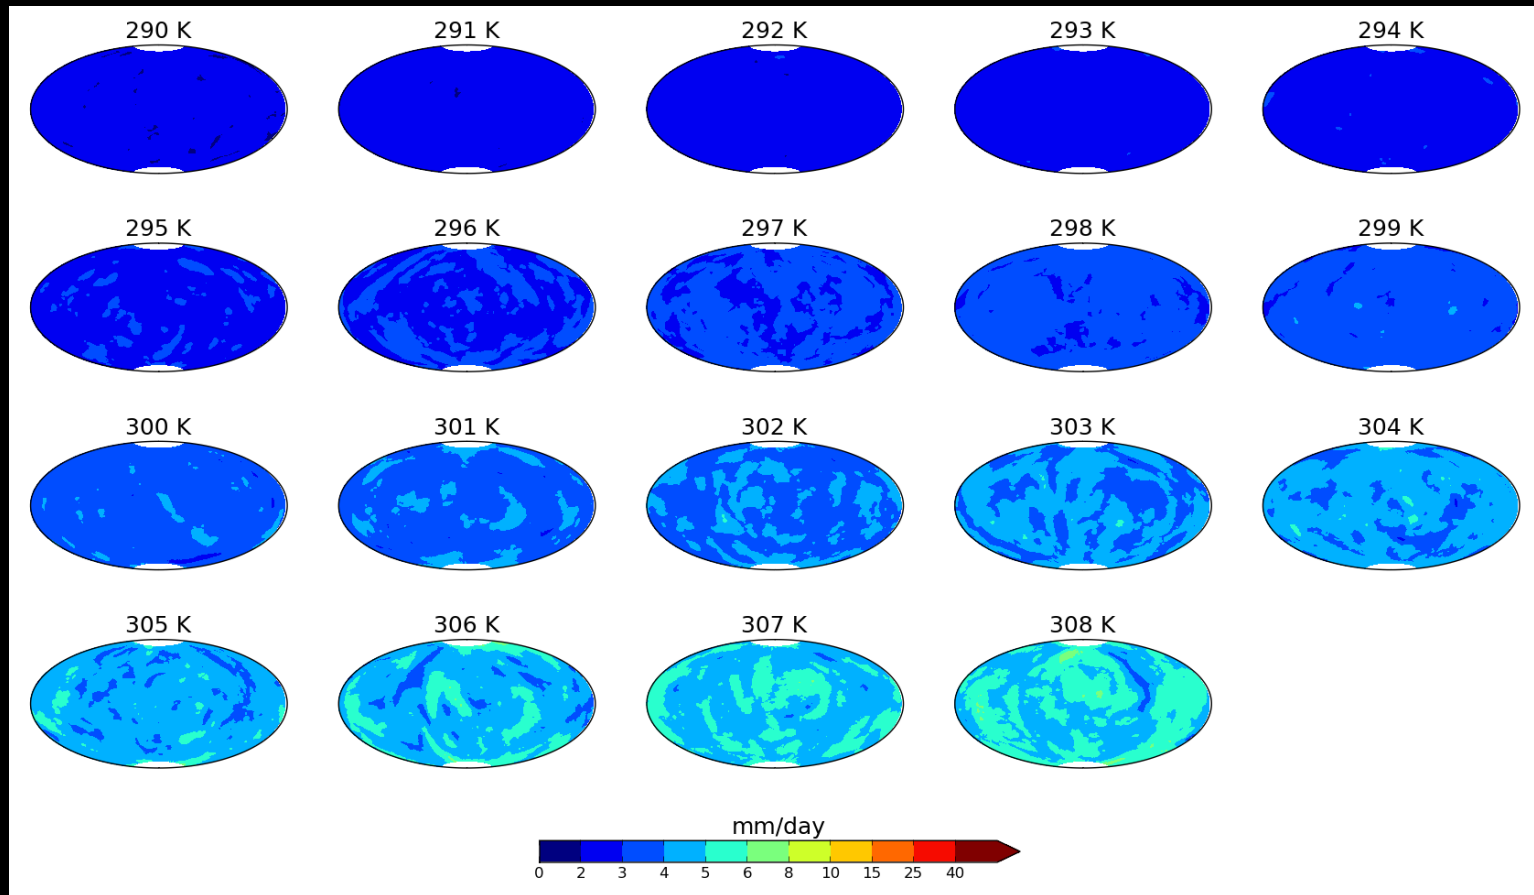 290 K 291 K 292 K 293 K 294 K
295 K 296 K 297 K 298 K 299 K
300 K 301 K 302 K 303 K 304 K
305 K 306 K 307 K 308 K
mm/day
0 2 3 4 5 6 8 10 15 25 40